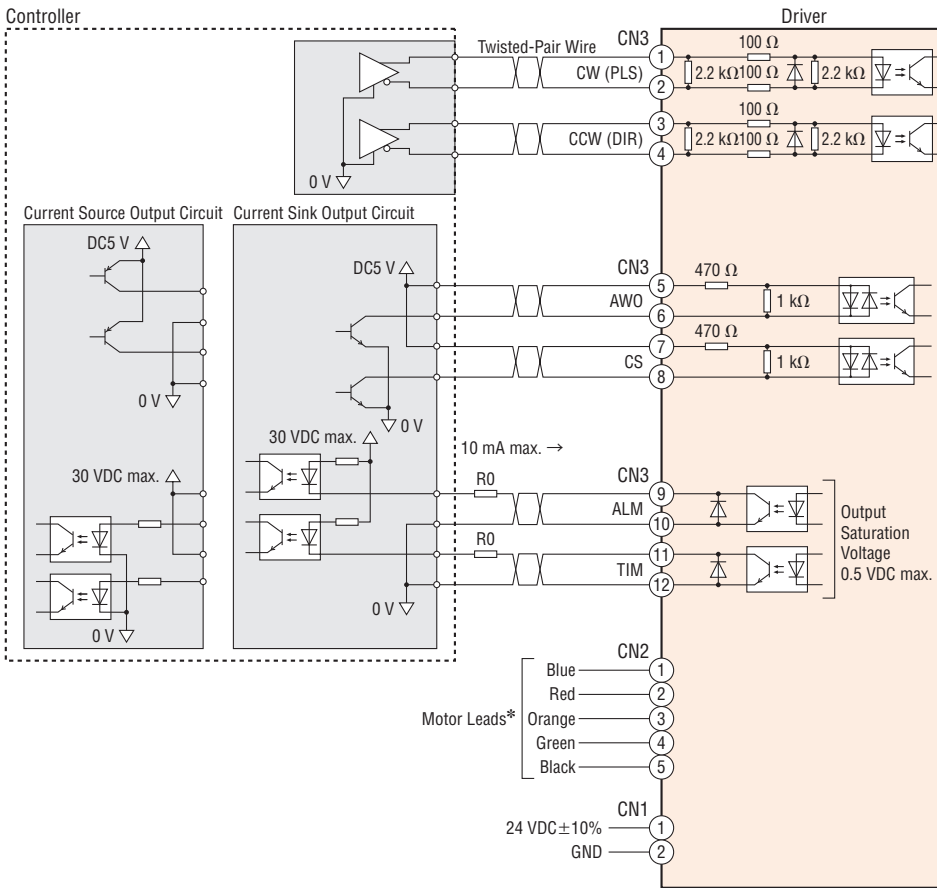 Controller
Driver
Twisted-Pair Wire
CN3
100 Ω
1
CW (PLS)
2.2 kΩ
100 Ω
2.2 kΩ
2
100 Ω
3
CCW (DIR)
2.2 kΩ
100 Ω
2.2 kΩ
4
0 V
Current Source Output Circuit
Current Sink Output Circuit
DC5 V
DC5 V
CN3
470 Ω
5
AWO
1 kΩ
6
470 Ω
7
CS
1 kΩ
8
0 V
0 V
30 VDC max.
10 mA max. →
30 VDC max.
R0
CN3
9
ALM
10
R0
11
TIM
12
Output
Saturation
Voltage
0.5 VDC max.
0 V
0 V
CN2
Blue
1
Red
2
Motor Leads*
Orange
3
Green
4
Black
5
CN1
24 VDC±10%
1
GND
2